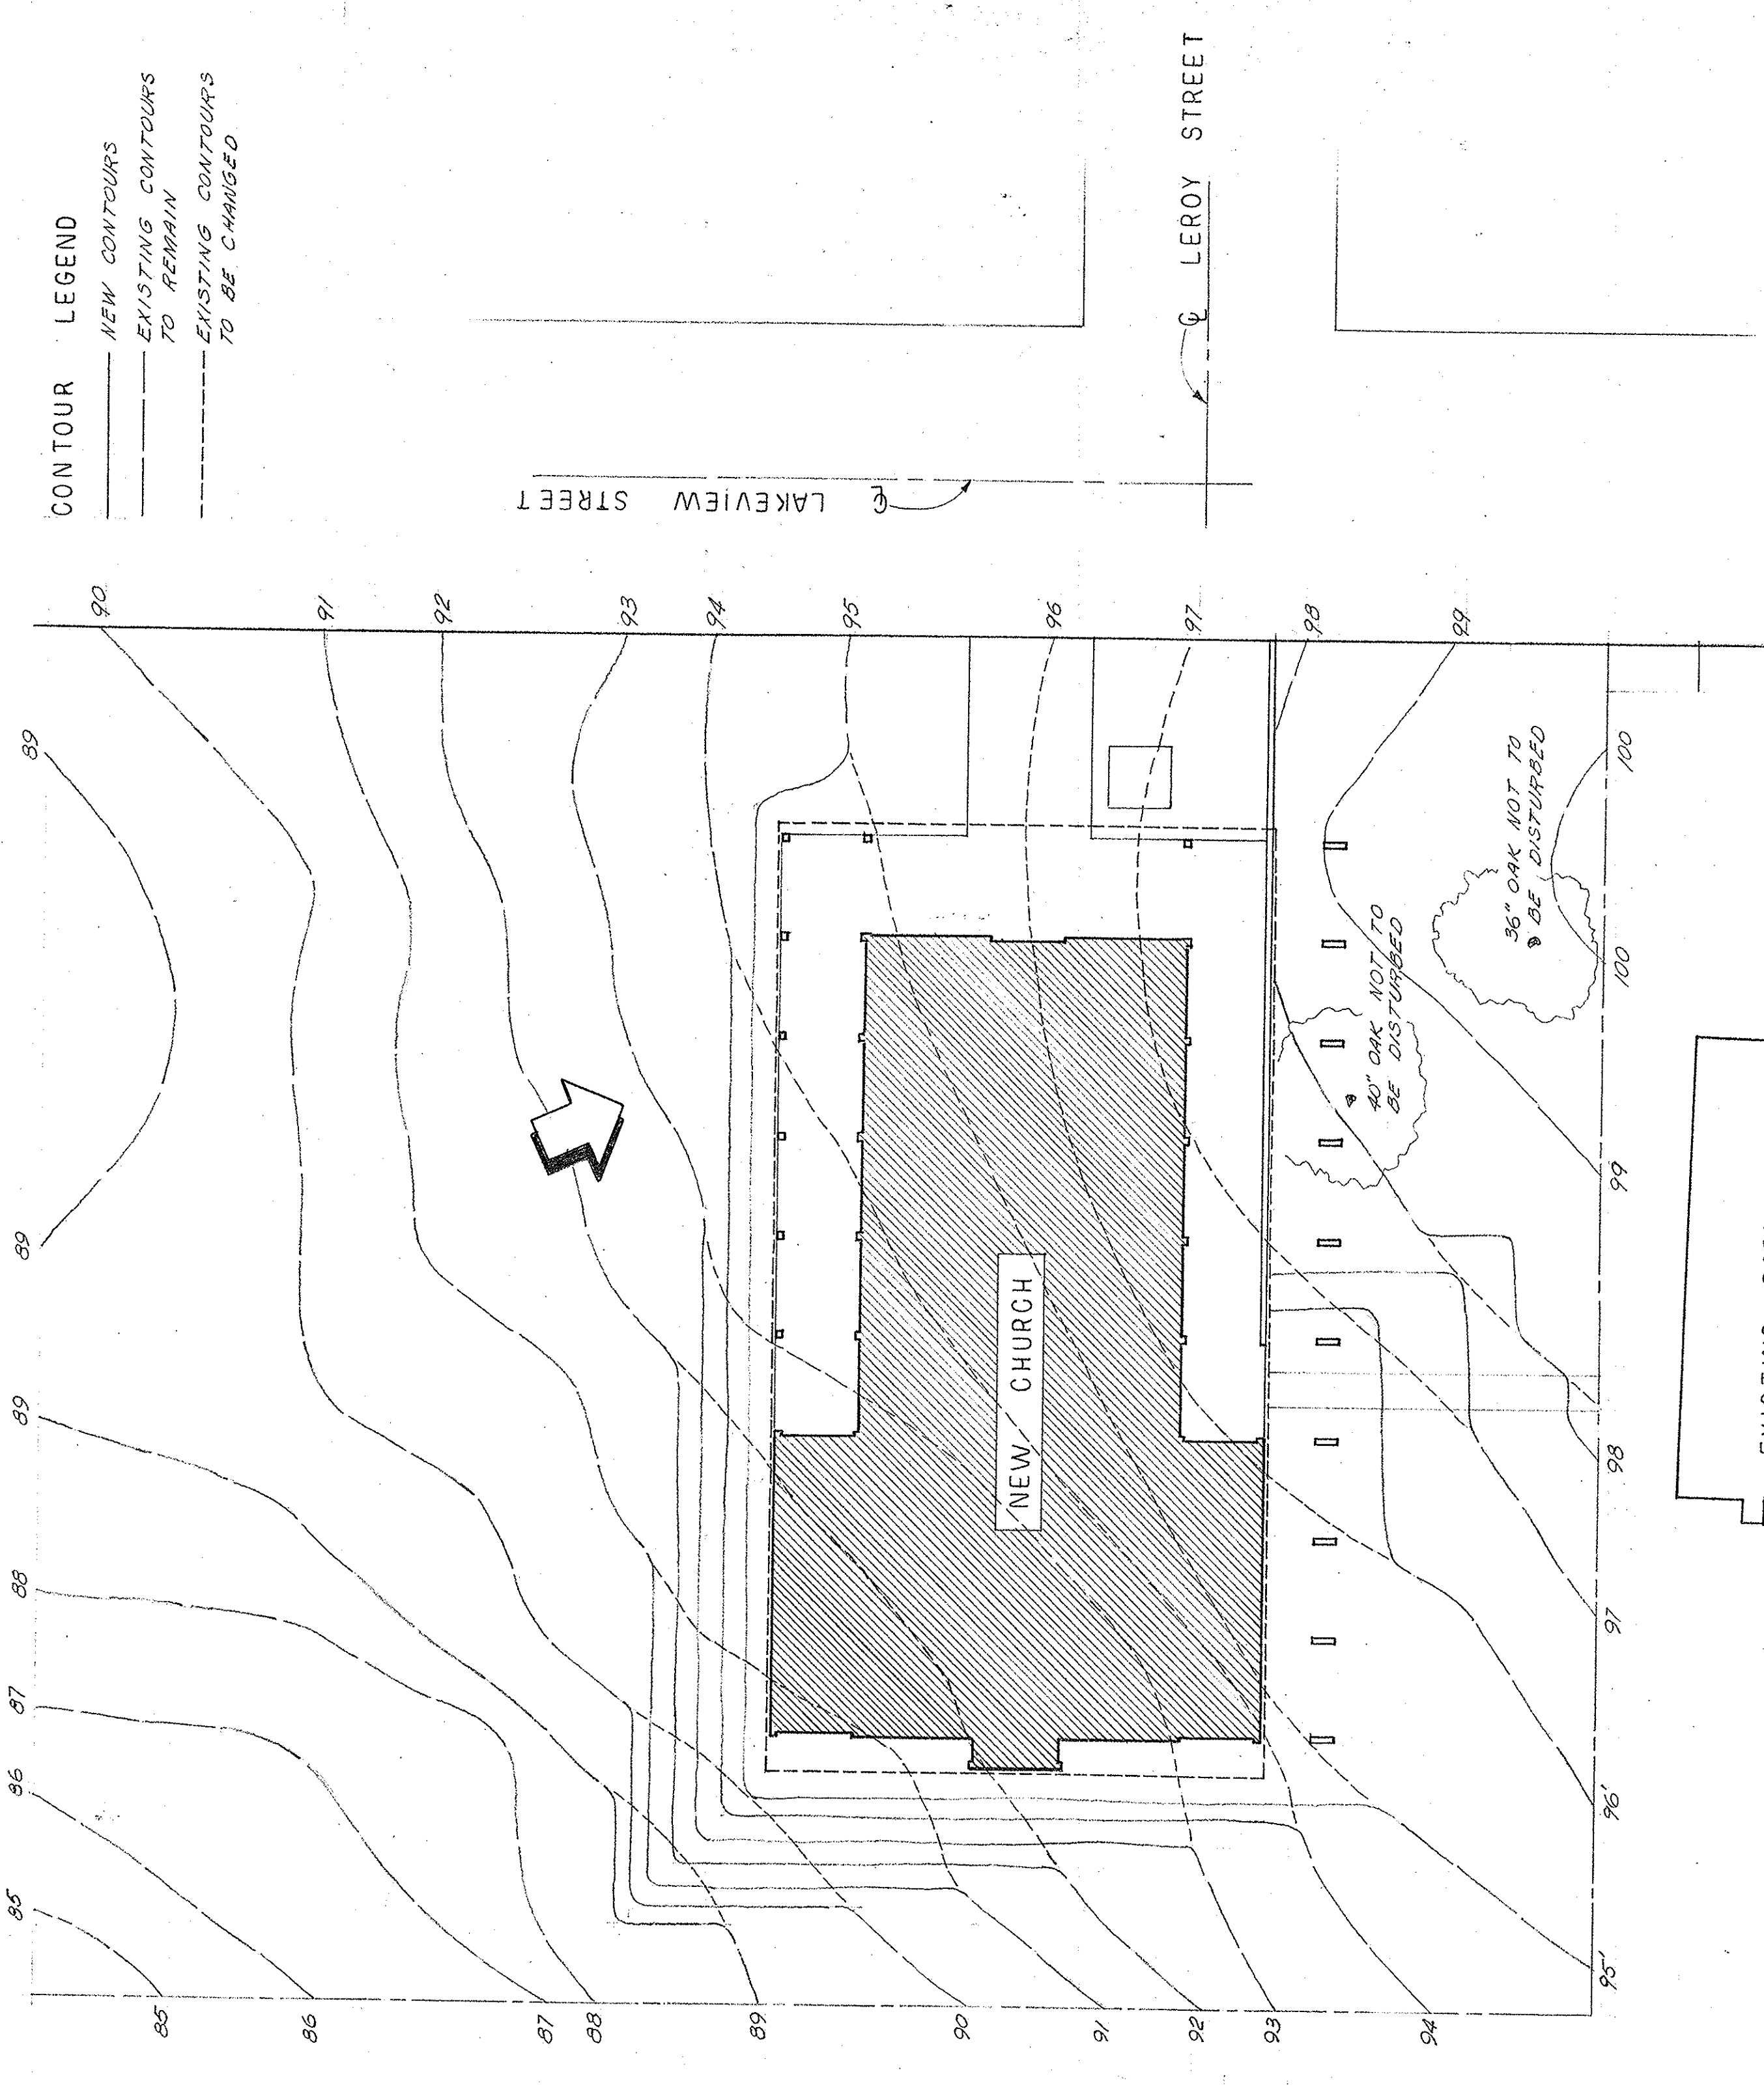 CONTOUR LEGEND
NEW CONTOURS
EXISTING CONTOURS
TO REMAIN
EXISTING CONTOURS
TO BE CHANGED
℄ LAKEVIEW STREET
℄ LEROY STREET
90
91
92
93
94
95
96
97
98
99
89
89
89
88
87
86
85
85
86
87
88
89
90
91
92
93
94
NEW CHURCH
40" OAK NOT TO
BE DISTURBED
36" OAK NOT TO
BE DISTURBED
100
100
99
98
97
96'
95'